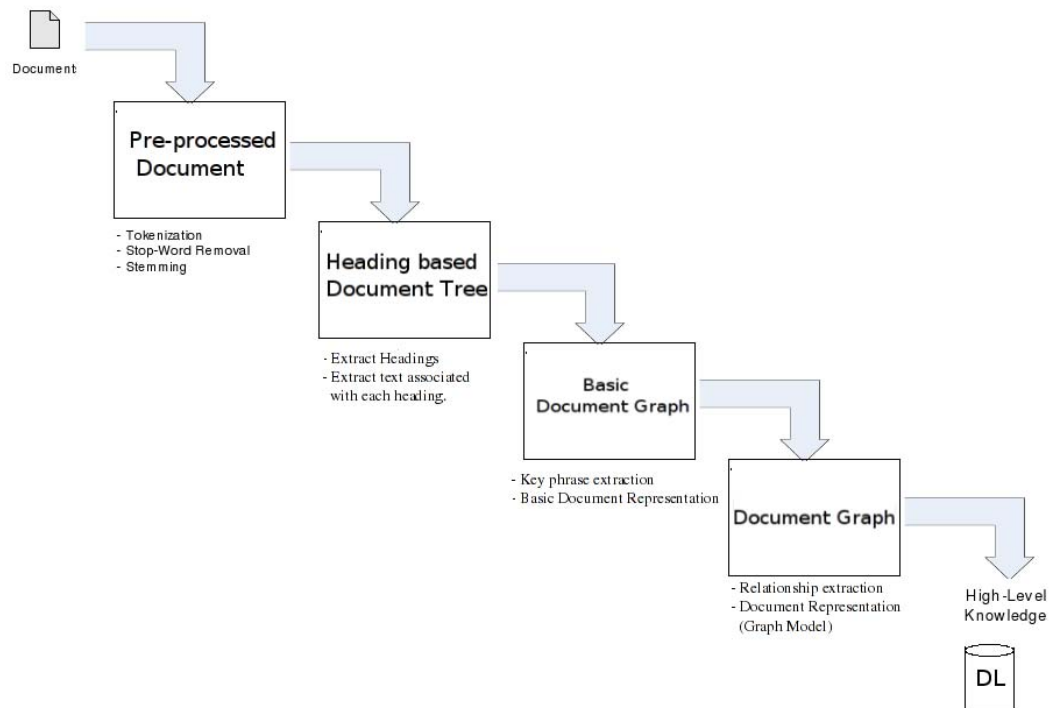 Documents
Pre-processed
Document
- Tokenization
- Stop-Word Removal
- Stemming
Heading based
Document Tree
- Extract Headings
- Extract text associated
with each heading.
Basic
Document Graph
- Key phrase extraction
- Basic Document Representation
Document Graph
- Relationship extraction
- Document Representation
(Graph Model)
High-Level
Knowledge
DL